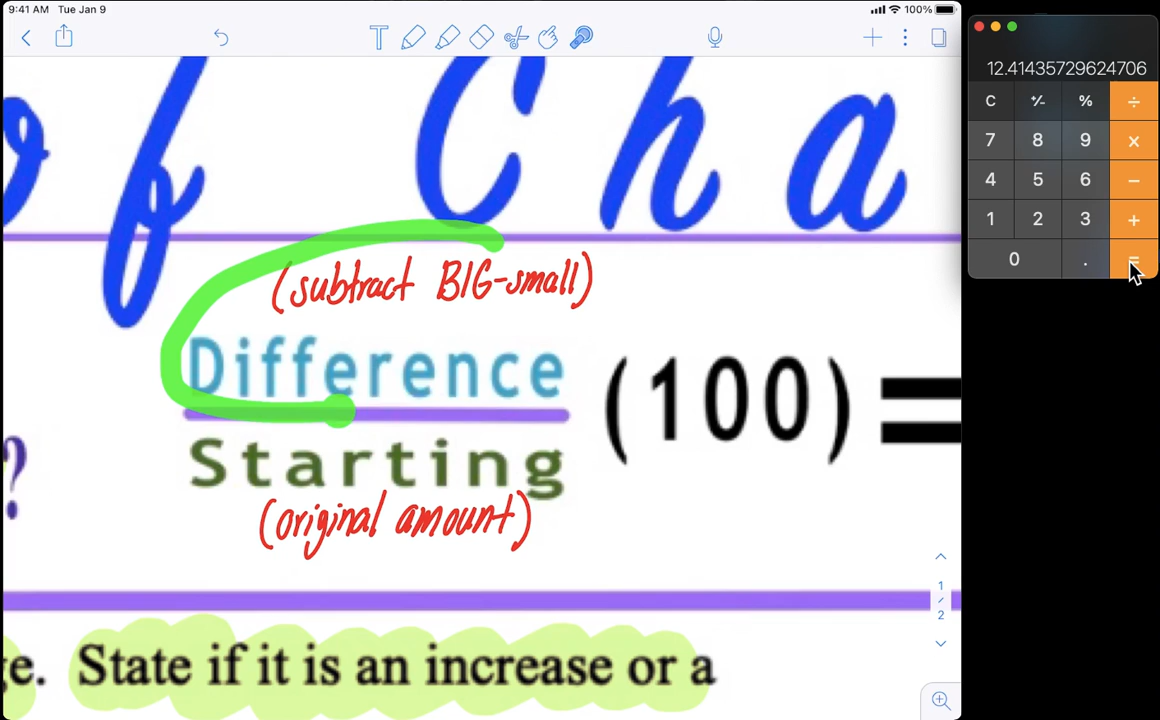 9:41 AM Tue Jan 9
100%
of Cha
12.41435729624706
C +/- % ÷
7 8 9 ×
4 5 6 −
1 2 3 +
0 . =
(subtract BIG-small)
Difference
(100) =
Starting
?
(original amount)
1
/
2
e. State if it is an increase or a